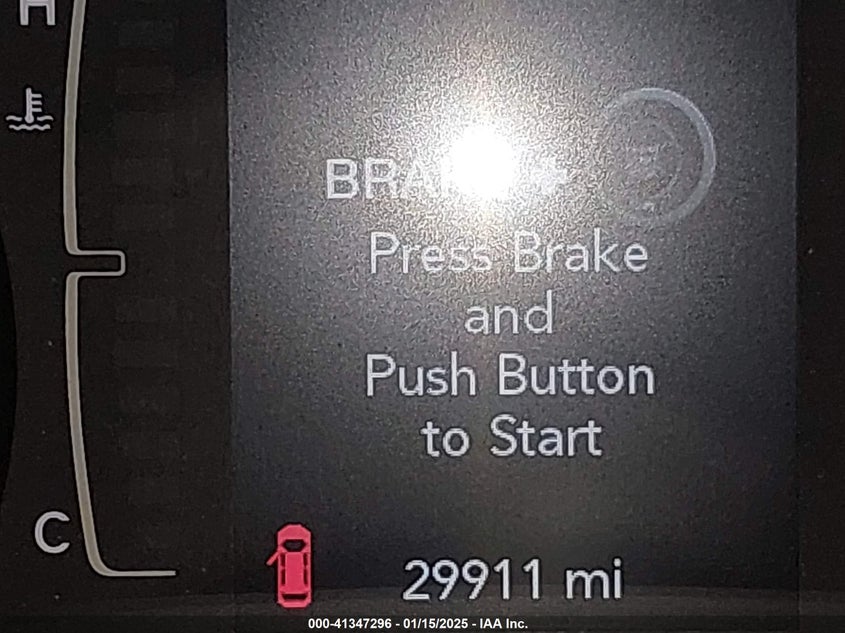 H
Press Brake
and
Push Button
to Start
C
29911 mi
000-41347296 - 01/15/2025 - IAA Inc.